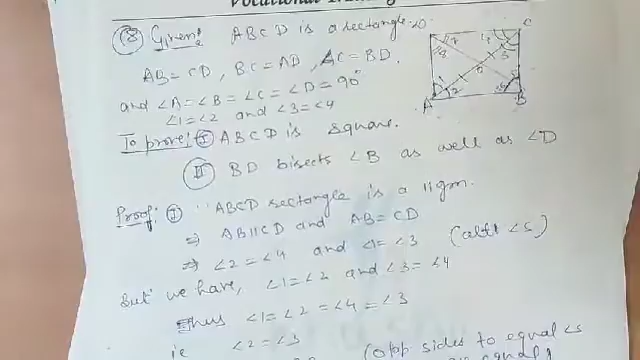 Vocational
(8) Given: ABCD is a rectangle.
AB = CD, BC = AD, AC = BD.
and ∠A = ∠B = ∠C = ∠D = 90°
∠1 = ∠2 and ∠3 = ∠4
To prove: (I) ABCD is square.
(II) BD bisects ∠B as well as ∠D
Proof: (I) ∵ ABCD rectangle is a ||gm.
⇒ AB||CD and AB = CD
⇒ ∠2 = ∠4 and ∠1 = ∠3 (alt. ∠s)
But we have, ∠1 = ∠2 and ∠3 = ∠4
Thus ∠1 = ∠2 = ∠4 = ∠3
ie ∠2 = ∠3
(opp sides to equal ∠s
equal)
C
A
B